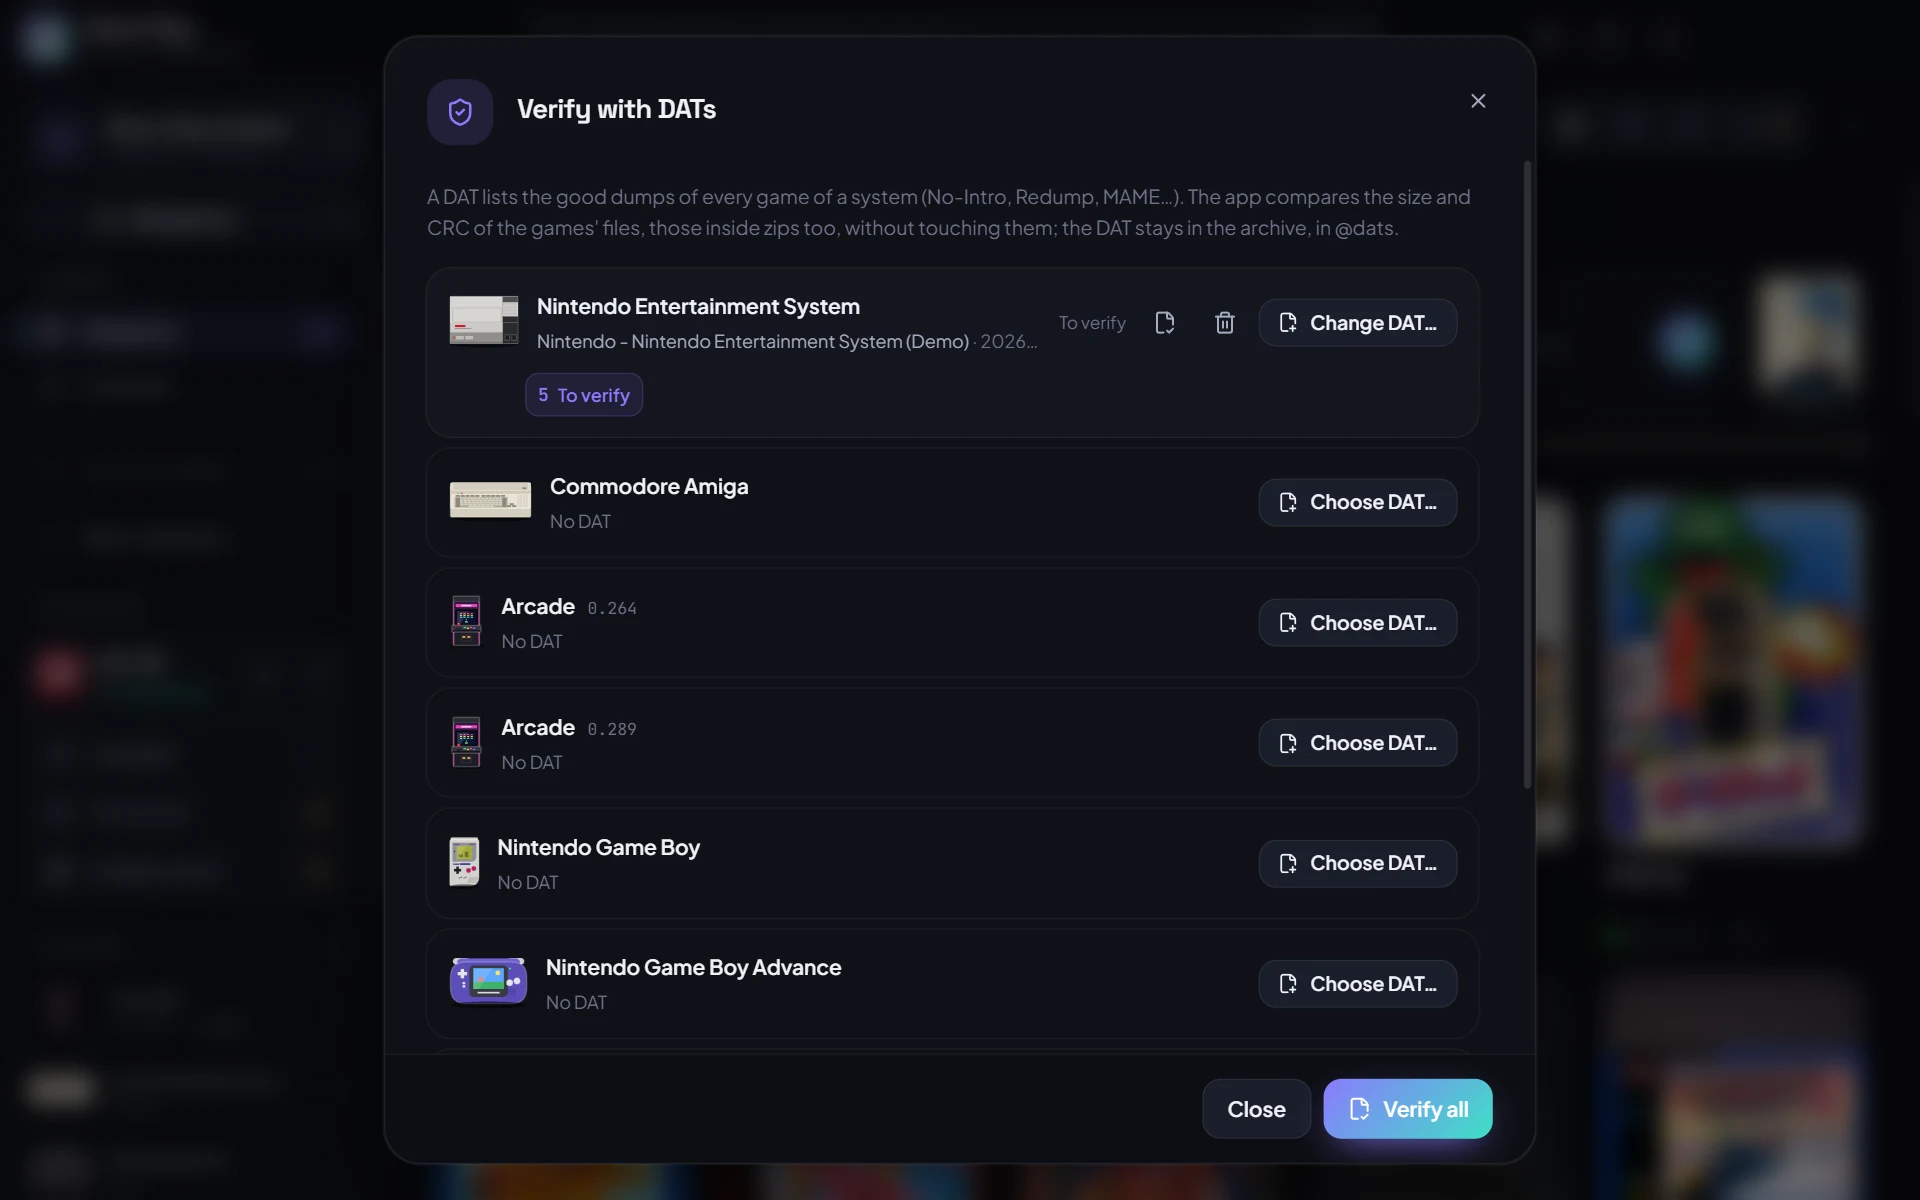 Verify with DATs
A DAT lists the good dumps of every game of a system (No-Intro, Redump, MAME…). The app compares the size and
CRC of the games' files, those inside zips too, without touching them; the DAT stays in the archive, in @dats.
Nintendo Entertainment System
Nintendo - Nintendo Entertainment System (Demo) · 2026…
To verify
Change DAT…
5 To verify
Commodore Amiga
No DAT
Choose DAT…
Arcade 0.264
No DAT
Choose DAT…
Arcade 0.289
No DAT
Choose DAT…
Nintendo Game Boy
No DAT
Choose DAT…
Nintendo Game Boy Advance
No DAT
Choose DAT…
Close
Verify all